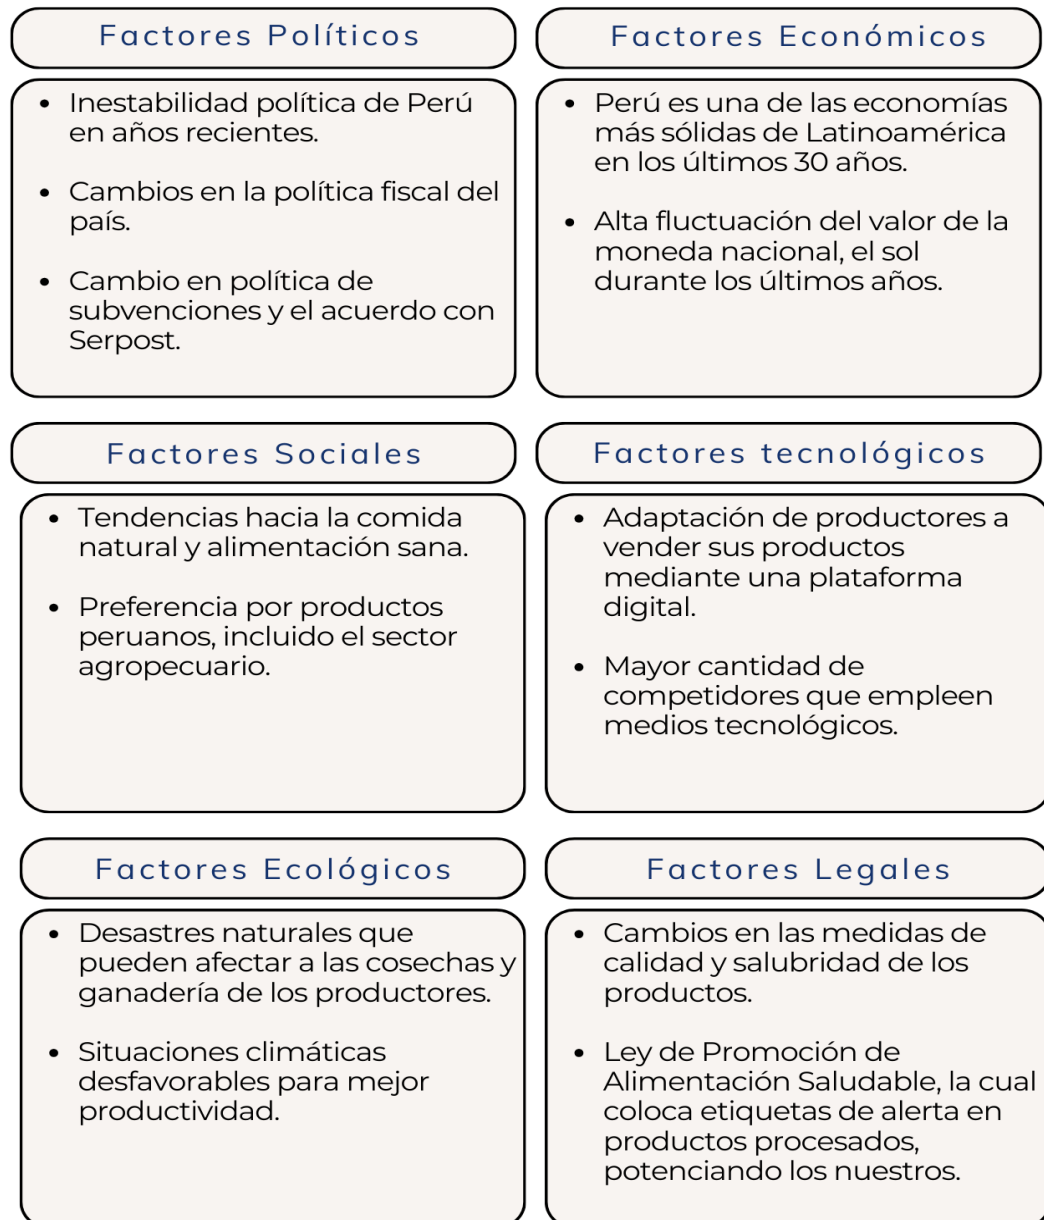 Factores Políticos
• Inestabilidad política de Perú
en años recientes.
• Cambios en la política fiscal del
país.
• Cambio en política de
subvenciones y el acuerdo con
Serpost.
Factores Económicos
• Perú es una de las economías
más sólidas de Latinoamérica
en los últimos 30 años.
• Alta fluctuación del valor de la
moneda nacional, el sol
durante los últimos años.
Factores Sociales
• Tendencias hacia la comida
natural y alimentación sana.
• Preferencia por productos
peruanos, incluido el sector
agropecuario.
Factores tecnológicos
• Adaptación de productores a
vender sus productos
mediante una plataforma
digital.
• Mayor cantidad de
competidores que empleen
medios tecnológicos.
Factores Ecológicos
• Desastres naturales que
pueden afectar a las cosechas y
ganadería de los productores.
• Situaciones climáticas
desfavorables para mejor
productividad.
Factores Legales
• Cambios en las medidas de
calidad y salubridad de los
productos.
• Ley de Promoción de
Alimentación Saludable, la cual
coloca etiquetas de alerta en
productos procesados,
potenciando los nuestros.